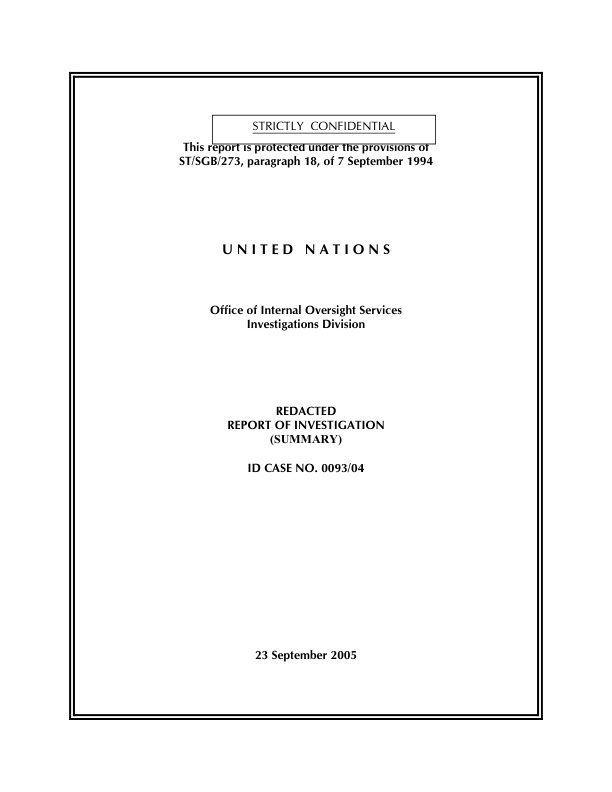 STRICTLY CONFIDENTIAL
This report is protected under the provisions of
ST/SGB/273, paragraph 18, of 7 September 1994
UNITED NATIONS
Office of Internal Oversight Services
Investigations Division
REDACTED
REPORT OF INVESTIGATION
(SUMMARY)
ID CASE NO. 0093/04
23 September 2005